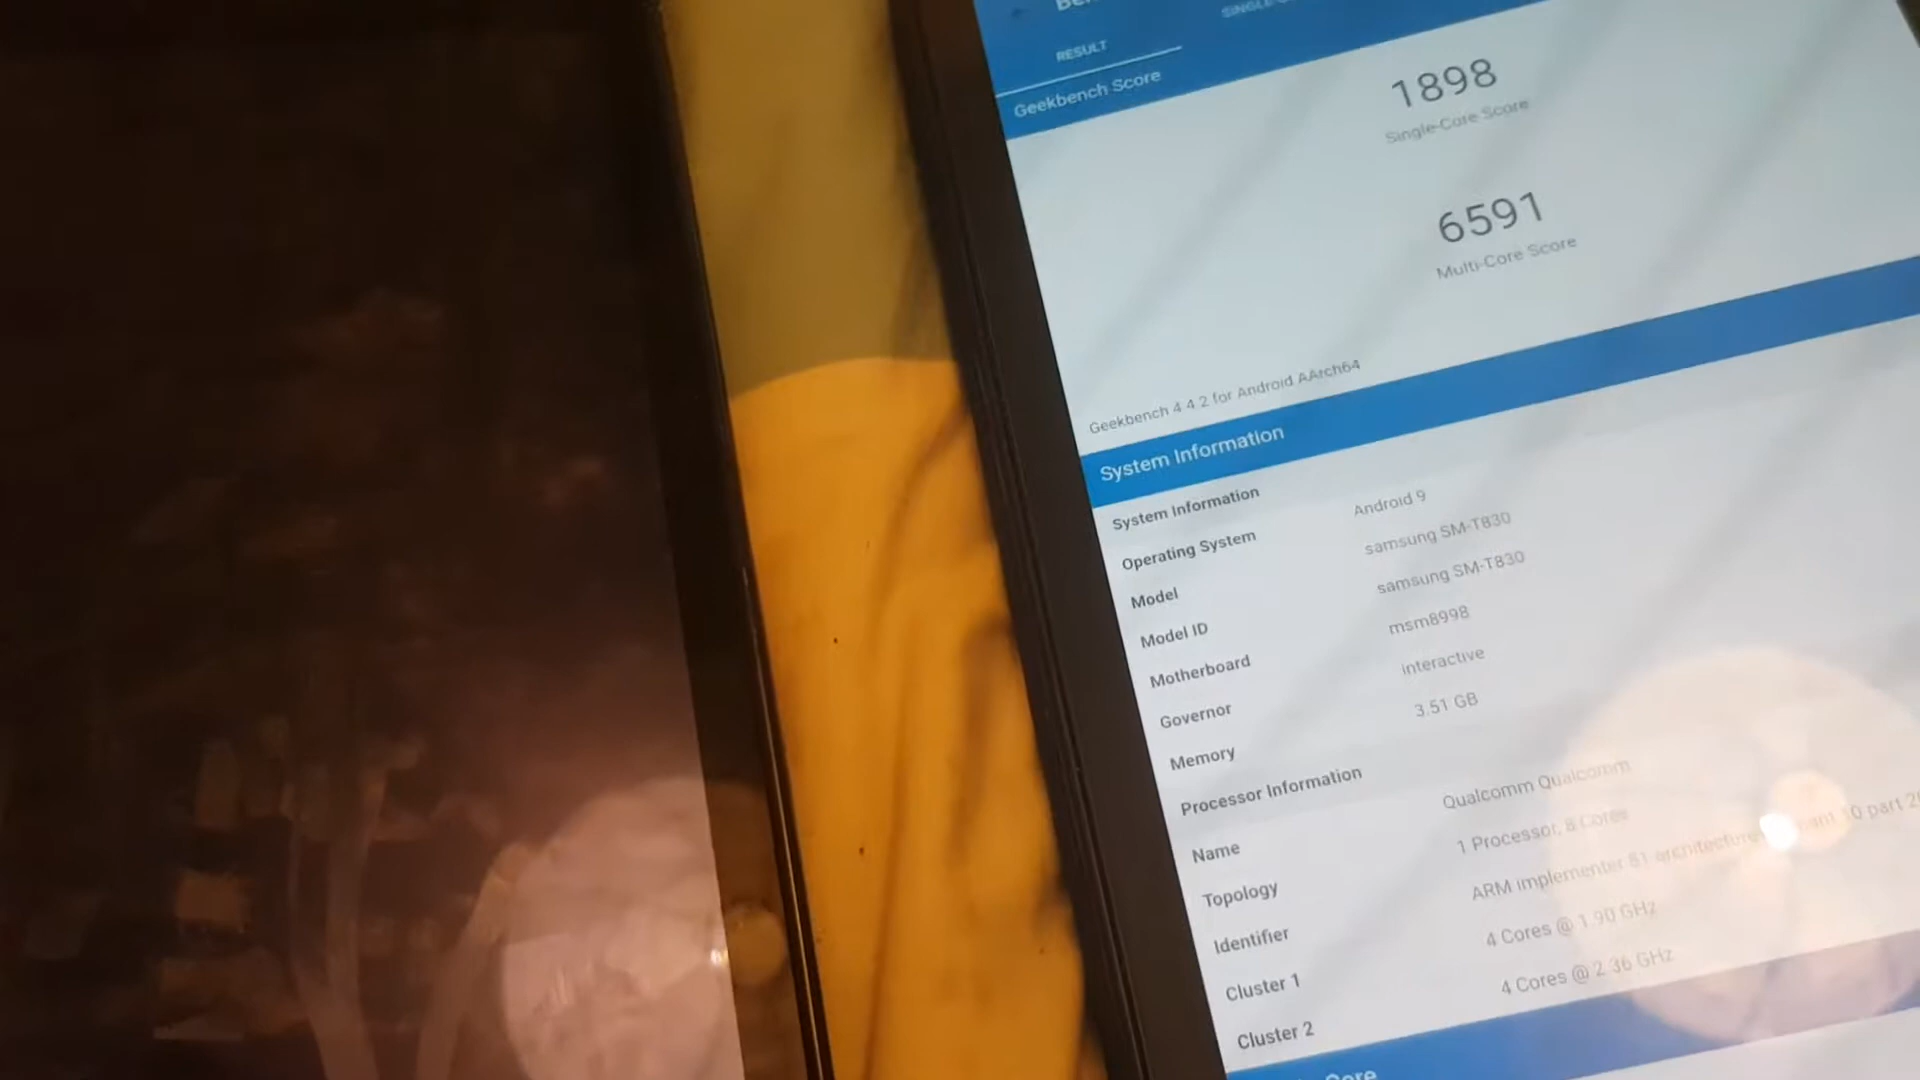 RESULT
Geekbench Score
1898
Single-Core Score
6591
Multi-Core Score
Geekbench 4 4 2 for Android AArch64
System Information
System Information
Operating System Android 9
Model samsung SM-T830
Model ID samsung SM-T830
Motherboard msm8998
Governor interactive
Memory 3.51 GB
Processor Information
Name Qualcomm Qualcomm
Topology 1 Processor, 8 Cores
Identifier ARM implementer 81 architecture 10 part
Cluster 1 4 Cores @ 1 90 GHz
Cluster 2 4 Cores @ 2 36 GHz